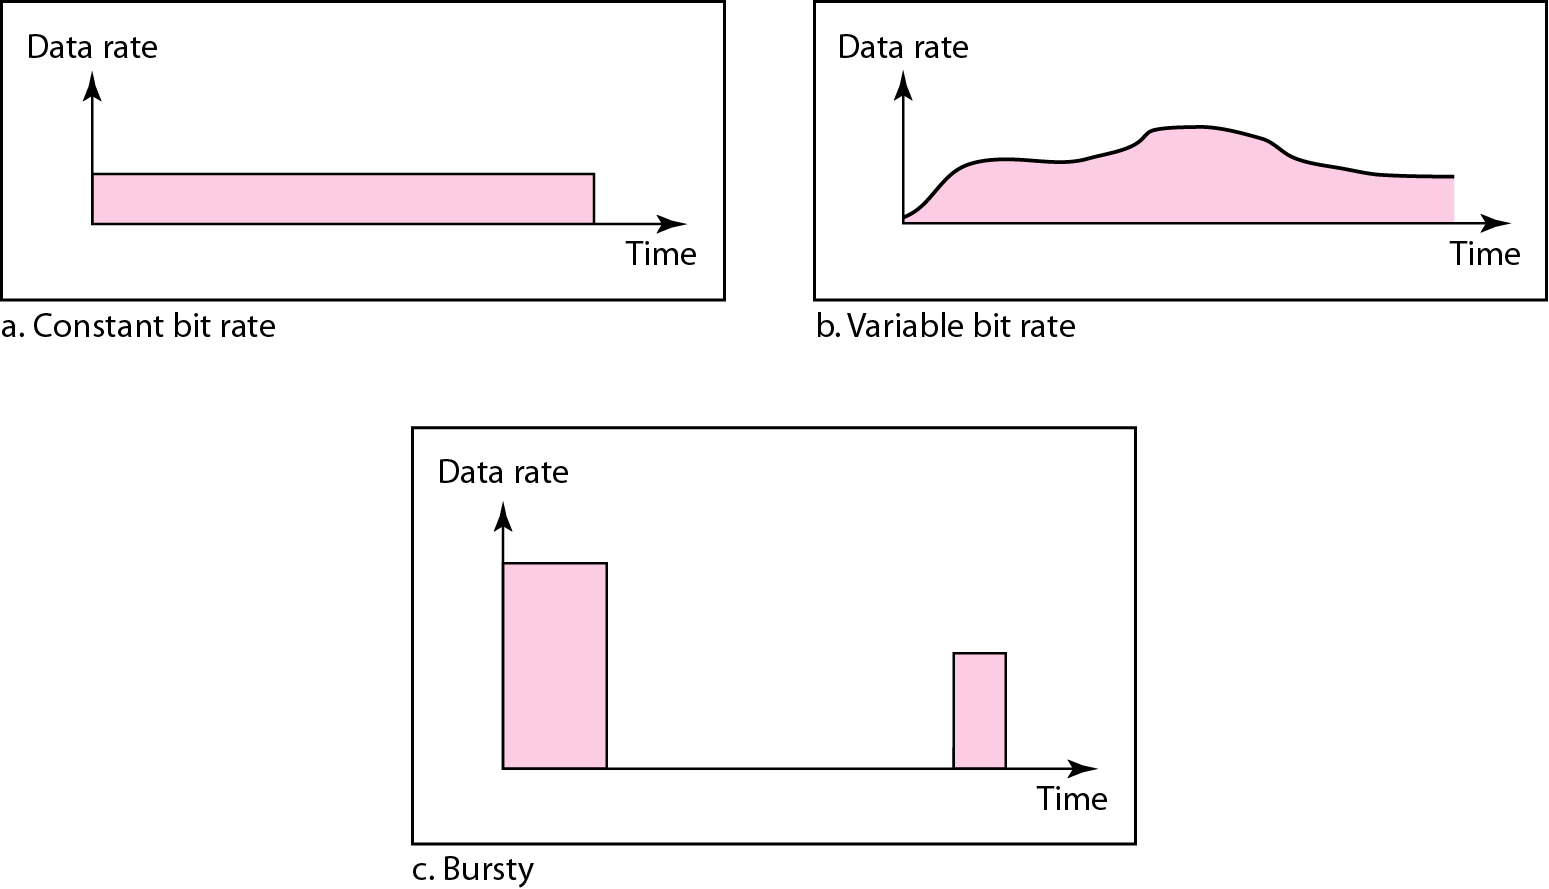 Data rate
Time
a. Constant bit rate
Data rate
Time
b. Variable bit rate
Data rate
Time
c. Bursty